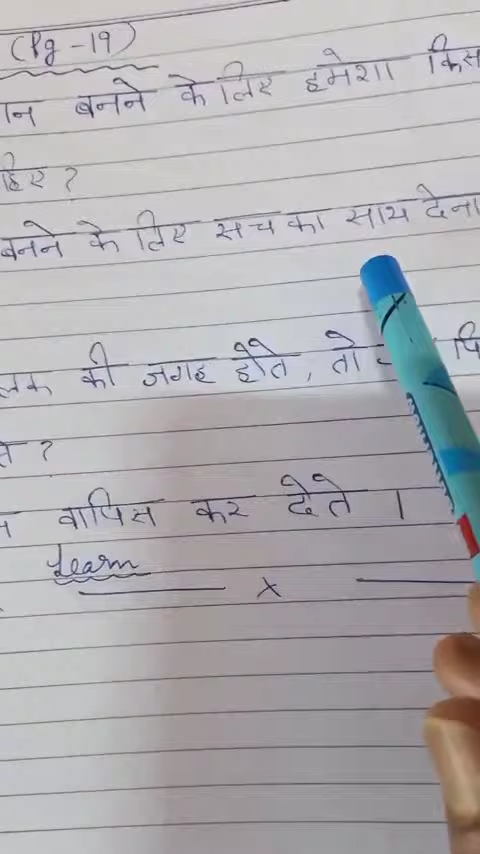 (Pg - 19)
बनने के लिए हमेशा किस
हिए ?
बनने के लिए सच का साथ देना
की जगह होते, तो
?
वापिस कर देते ।
Learn
x